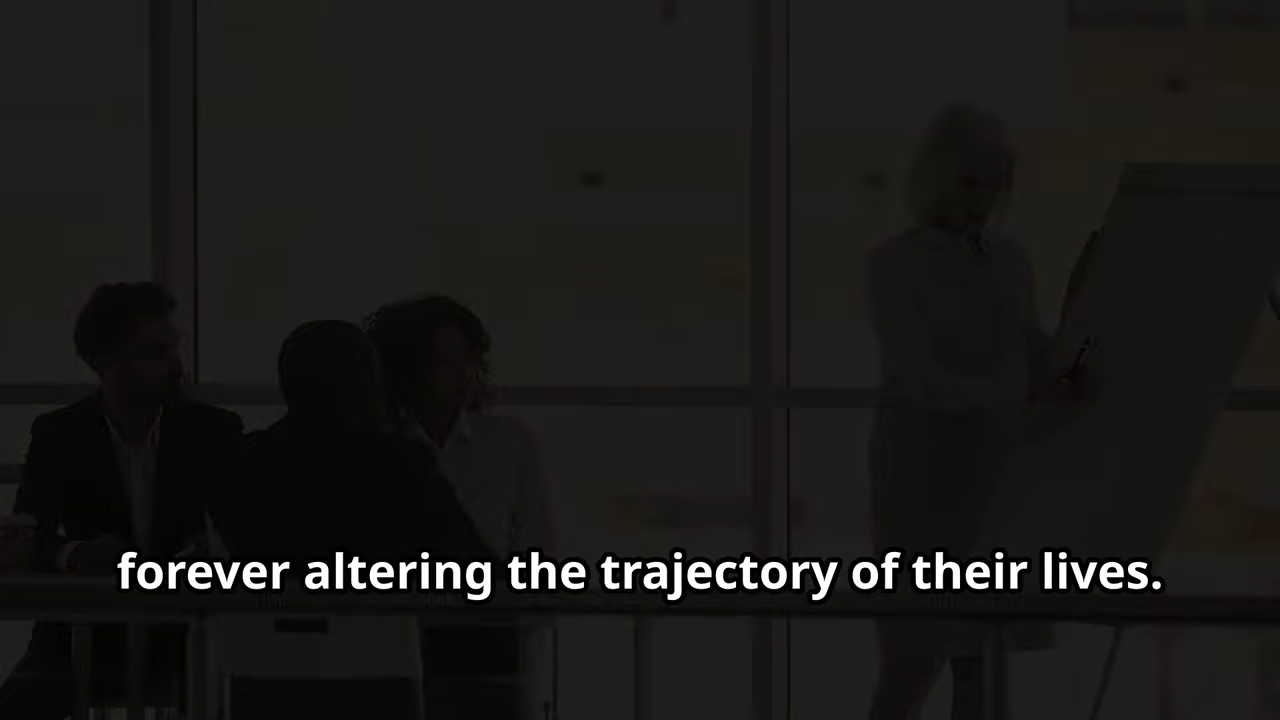 forever altering the trajectory of their lives.